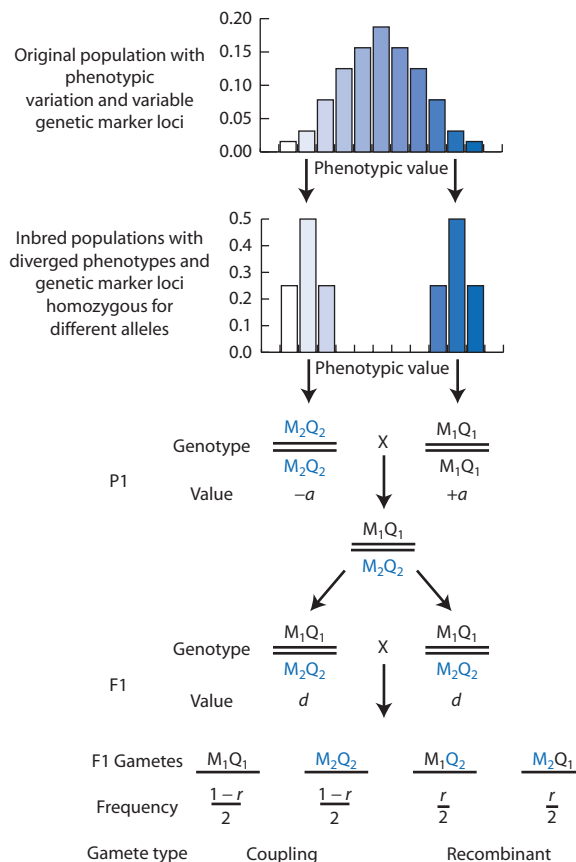 Original population with
phenotypic
variation and variable
genetic marker loci
0.20
0.15
0.10
0.05
0.00
Phenotypic value
Inbred populations with
diverged phenotypes and
genetic marker loci
homozygous for
different alleles
0.5
0.4
0.3
0.2
0.1
0.0
Phenotypic value
P1
Genotype
M₂Q₂
M₂Q₂
X
M₁Q₁
M₁Q₁
Value
−a
+a
M₁Q₁
M₂Q₂
F1
Genotype
M₁Q₁
M₂Q₂
X
M₁Q₁
M₂Q₂
Value
d
d
F1 Gametes M₁Q₁ M₂Q₂ M₁Q₂ M₂Q₁
Frequency
1 − r
2
1 − r
2
r
2
r
2
Gamete type Coupling Recombinant